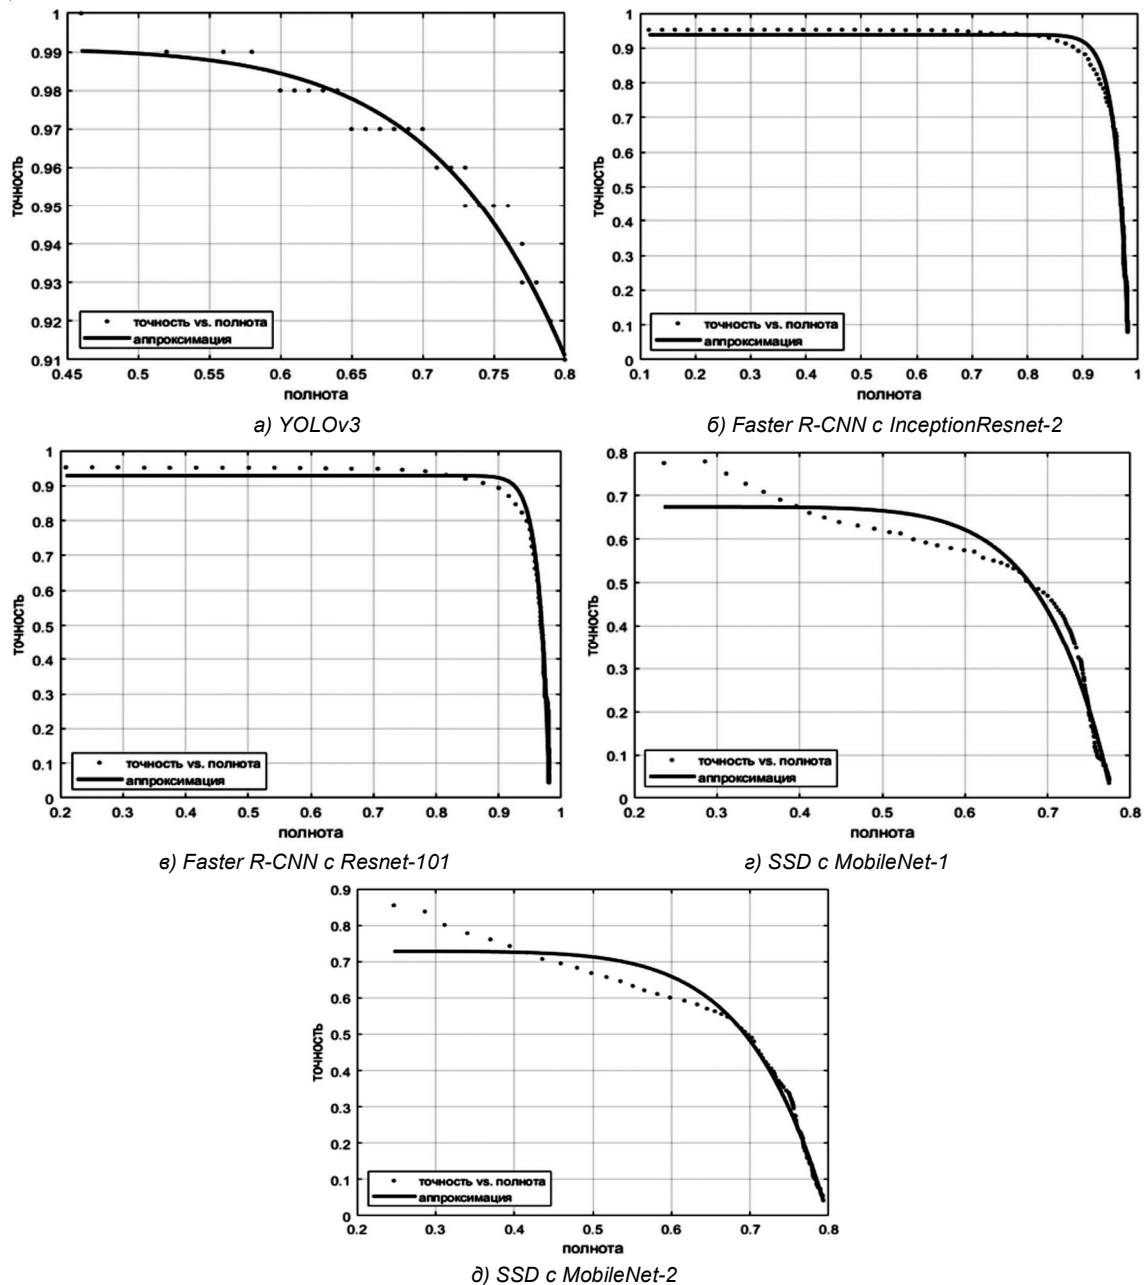 1
0.99
0.98
0.97
0.96
0.95
0.94
0.93
0.92
0.91
точность
точность vs. полнота
аппроксимация
0.45 0.5 0.55 0.6 0.65 0.7 0.75 0.8
полнота
а) YOLOv3
1
0.9
0.8
0.7
0.6
0.5
0.4
0.3
0.2
0.1
0
точность
точность vs. полнота
аппроксимация
0.1 0.2 0.3 0.4 0.5 0.6 0.7 0.8 0.9 1
полнота
б) Faster R-CNN с InceptionResnet-2
1
0.9
0.8
0.7
0.6
0.5
0.4
0.3
0.2
0.1
0
точность
точность vs. полнота
аппроксимация
0.2 0.3 0.4 0.5 0.6 0.7 0.8 0.9 1
полнота
в) Faster R-CNN с Resnet-101
0.8
0.7
0.6
0.5
0.4
0.3
0.2
0.1
0
точность
точность vs. полнота
аппроксимация
0.2 0.3 0.4 0.5 0.6 0.7 0.8
полнота
г) SSD с MobileNet-1
0.9
0.8
0.7
0.6
0.5
0.4
0.3
0.2
0.1
0
точность
точность vs. полнота
аппроксимация
0.2 0.3 0.4 0.5 0.6 0.7 0.8
полнота
д) SSD с MobileNet-2